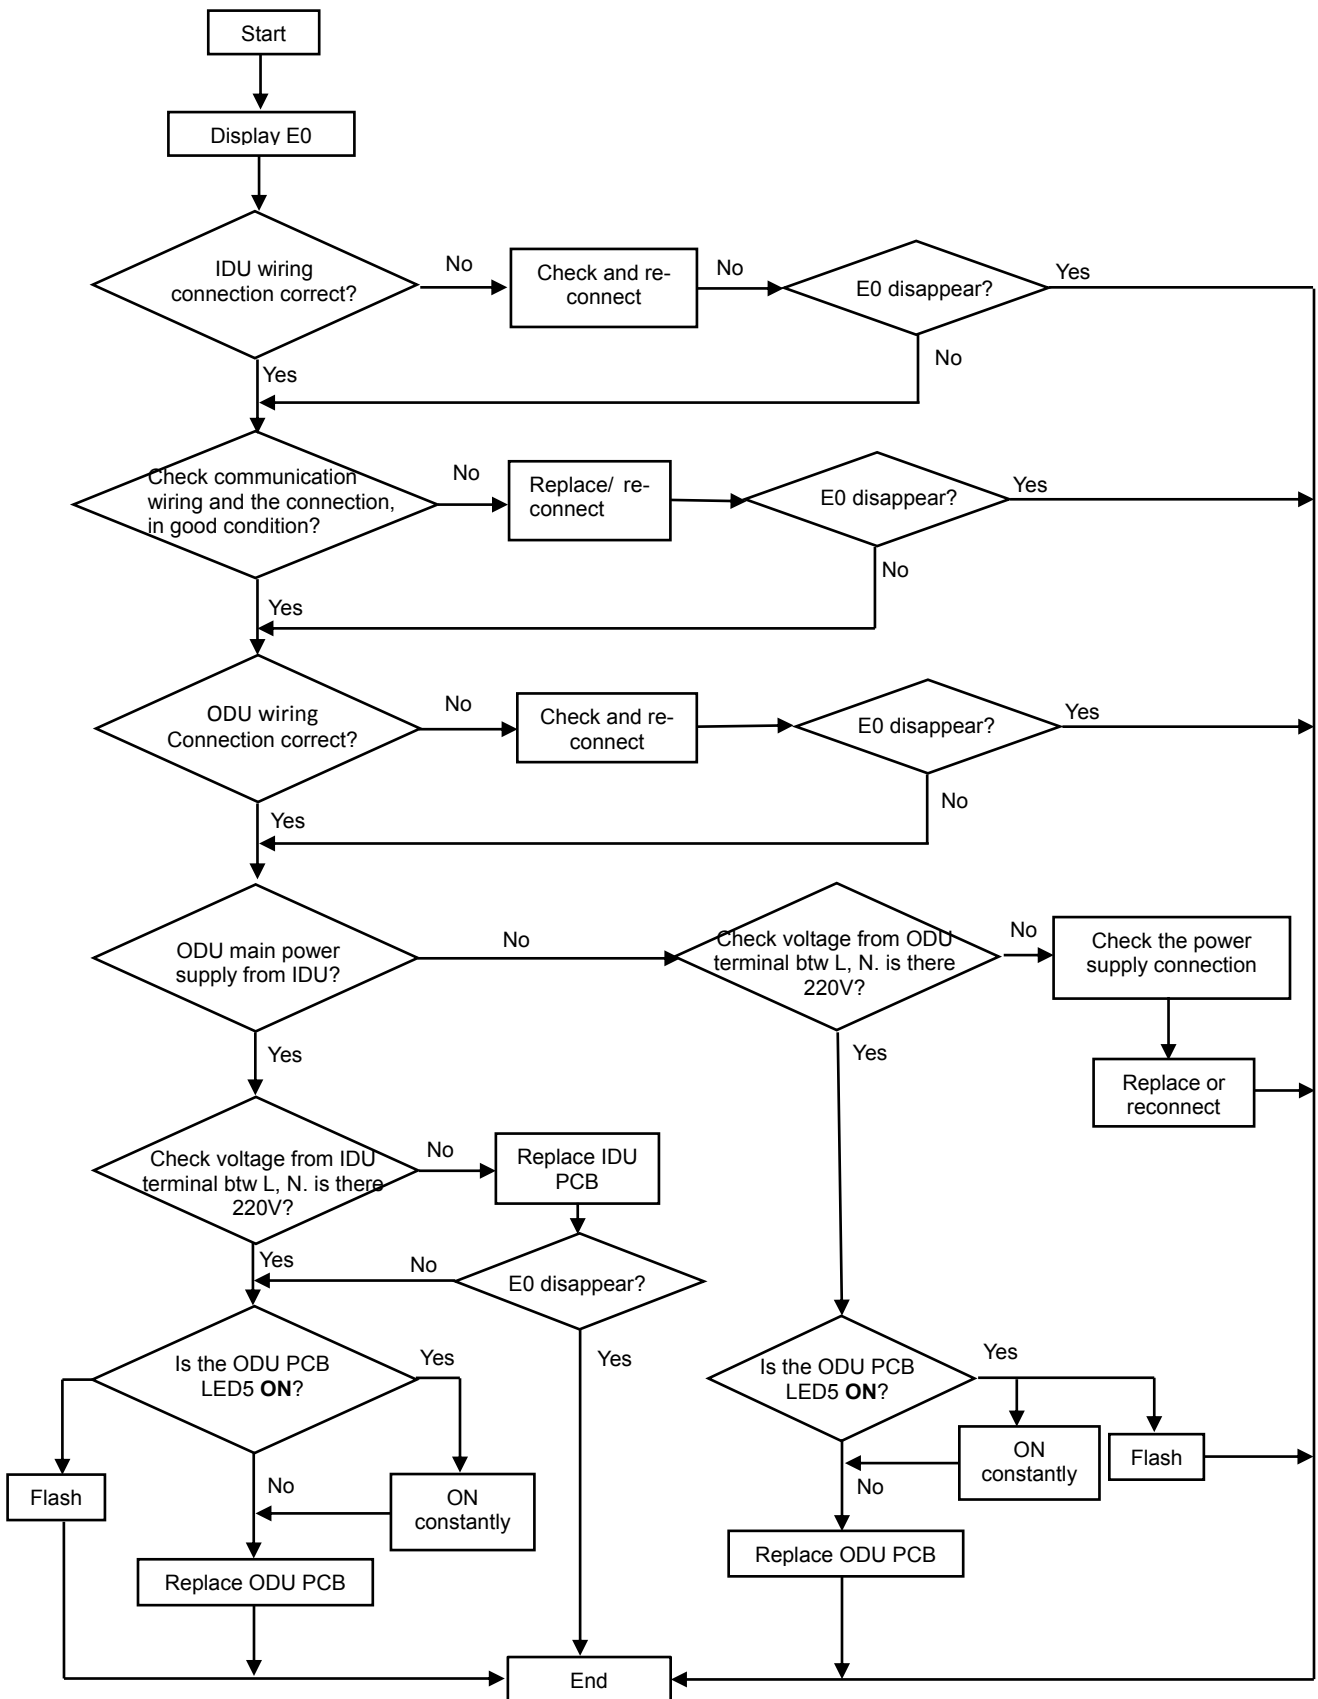 Start
Display E0
IDU wiring
connection correct?
No
Check and re-
connect
No
E0 disappear?
Yes
No
Yes
Check communication
wiring and the connection,
in good condition?
No
Replace/ re-
connect
E0 disappear?
Yes
No
Yes
ODU wiring
Connection correct?
No
Check and re-
connect
E0 disappear?
Yes
No
Yes
ODU main power
supply from IDU?
No
Check voltage from ODU
terminal btw L, N. is there
220V?
No
Check the power
supply connection
Yes
Yes
Replace or
reconnect
Check voltage from IDU
terminal btw L, N. is there
220V?
No
Replace IDU
PCB
Yes
No
E0 disappear?
Yes
Is the ODU PCB
LED5 ON?
Yes
Is the ODU PCB
LED5 ON?
Yes
ON
constantly
Flash
No
Flash
No
ON
constantly
Replace ODU PCB
Replace ODU PCB
End